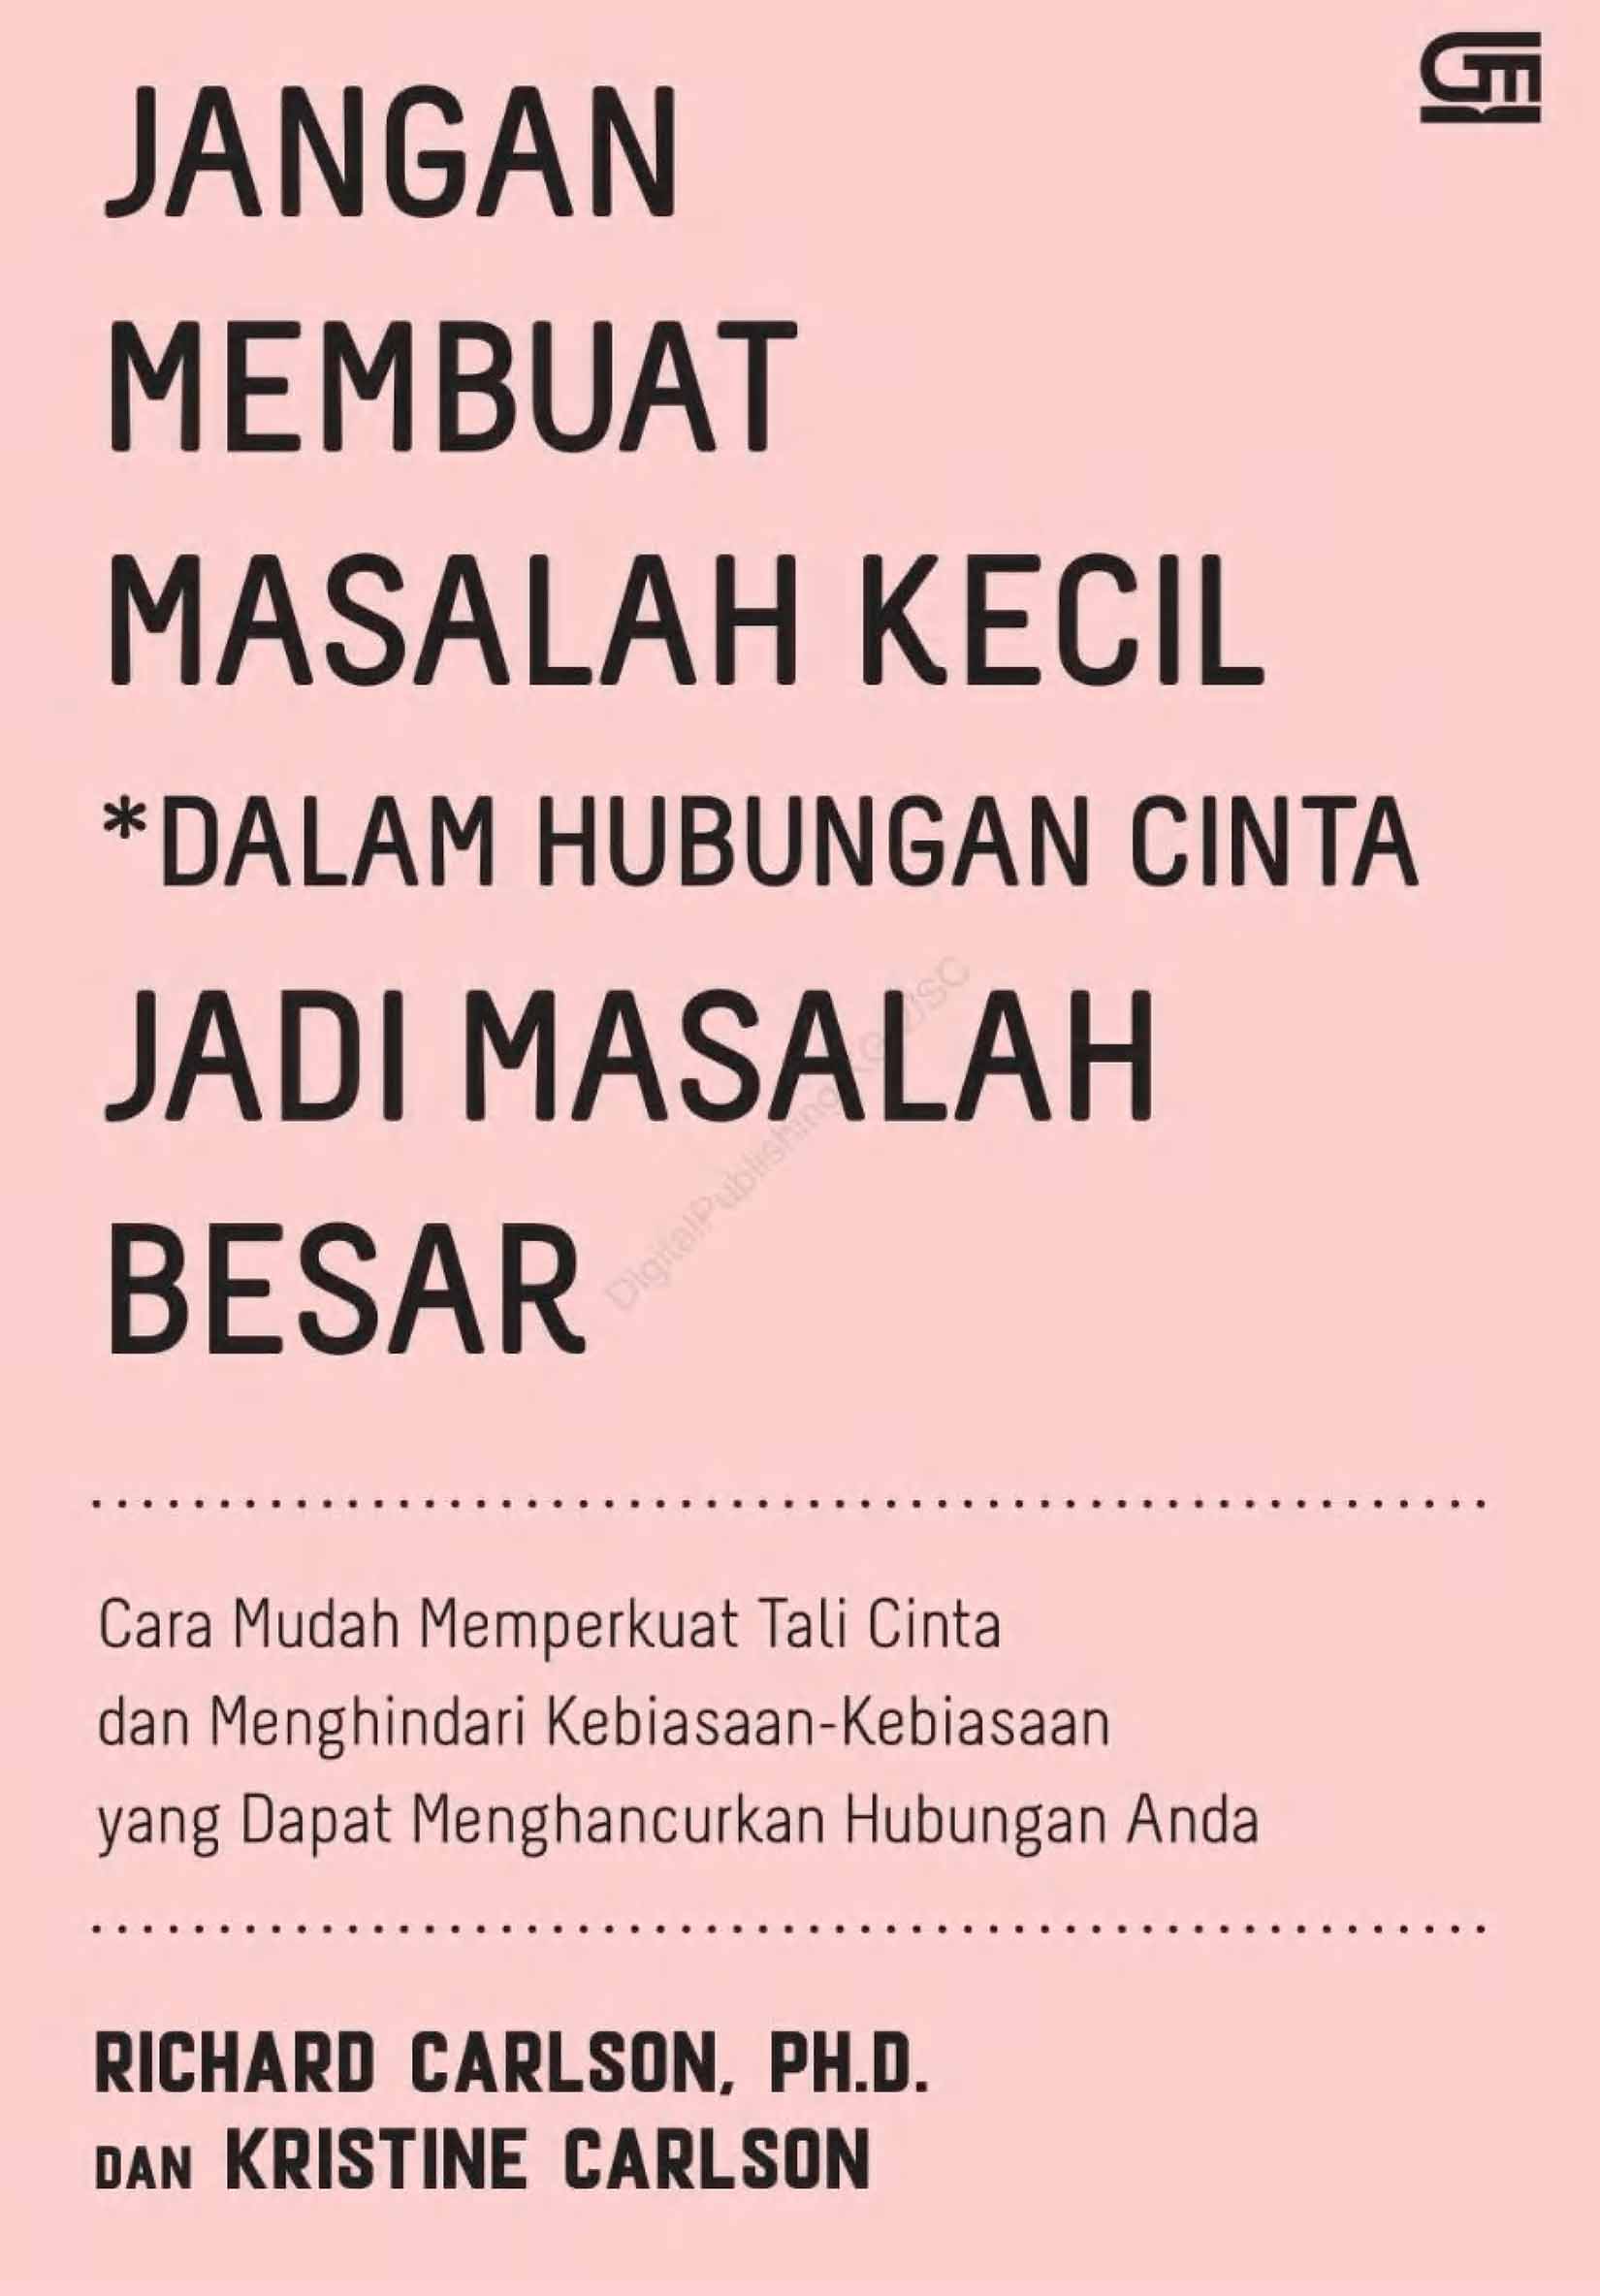 JANGAN
MEMBUAT
MASALAH KECIL
*DALAM HUBUNGAN CINTA
JADI MASALAH
BESAR
Cara Mudah Memperkuat Tali Cinta
dan Menghindari Kebiasaan-Kebiasaan
yang Dapat Menghancurkan Hubungan Anda
RICHARD CARLSON, PH.D.
DAN KRISTINE CARLSON